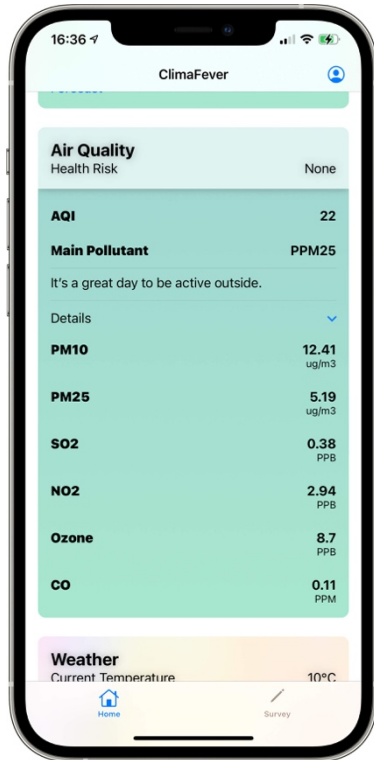 16:36
ClimaFever
Air Quality
Health Risk None
AQI 22
Main Pollutant PPM25
It's a great day to be active outside.
Details
PM10 12.41
ug/m3
PM25 5.19
ug/m3
SO2 0.38
PPB
NO2 2.94
PPB
Ozone 8.7
PPB
CO 0.11
PPM
Weather
Current Temperature 10°C
Home Survey